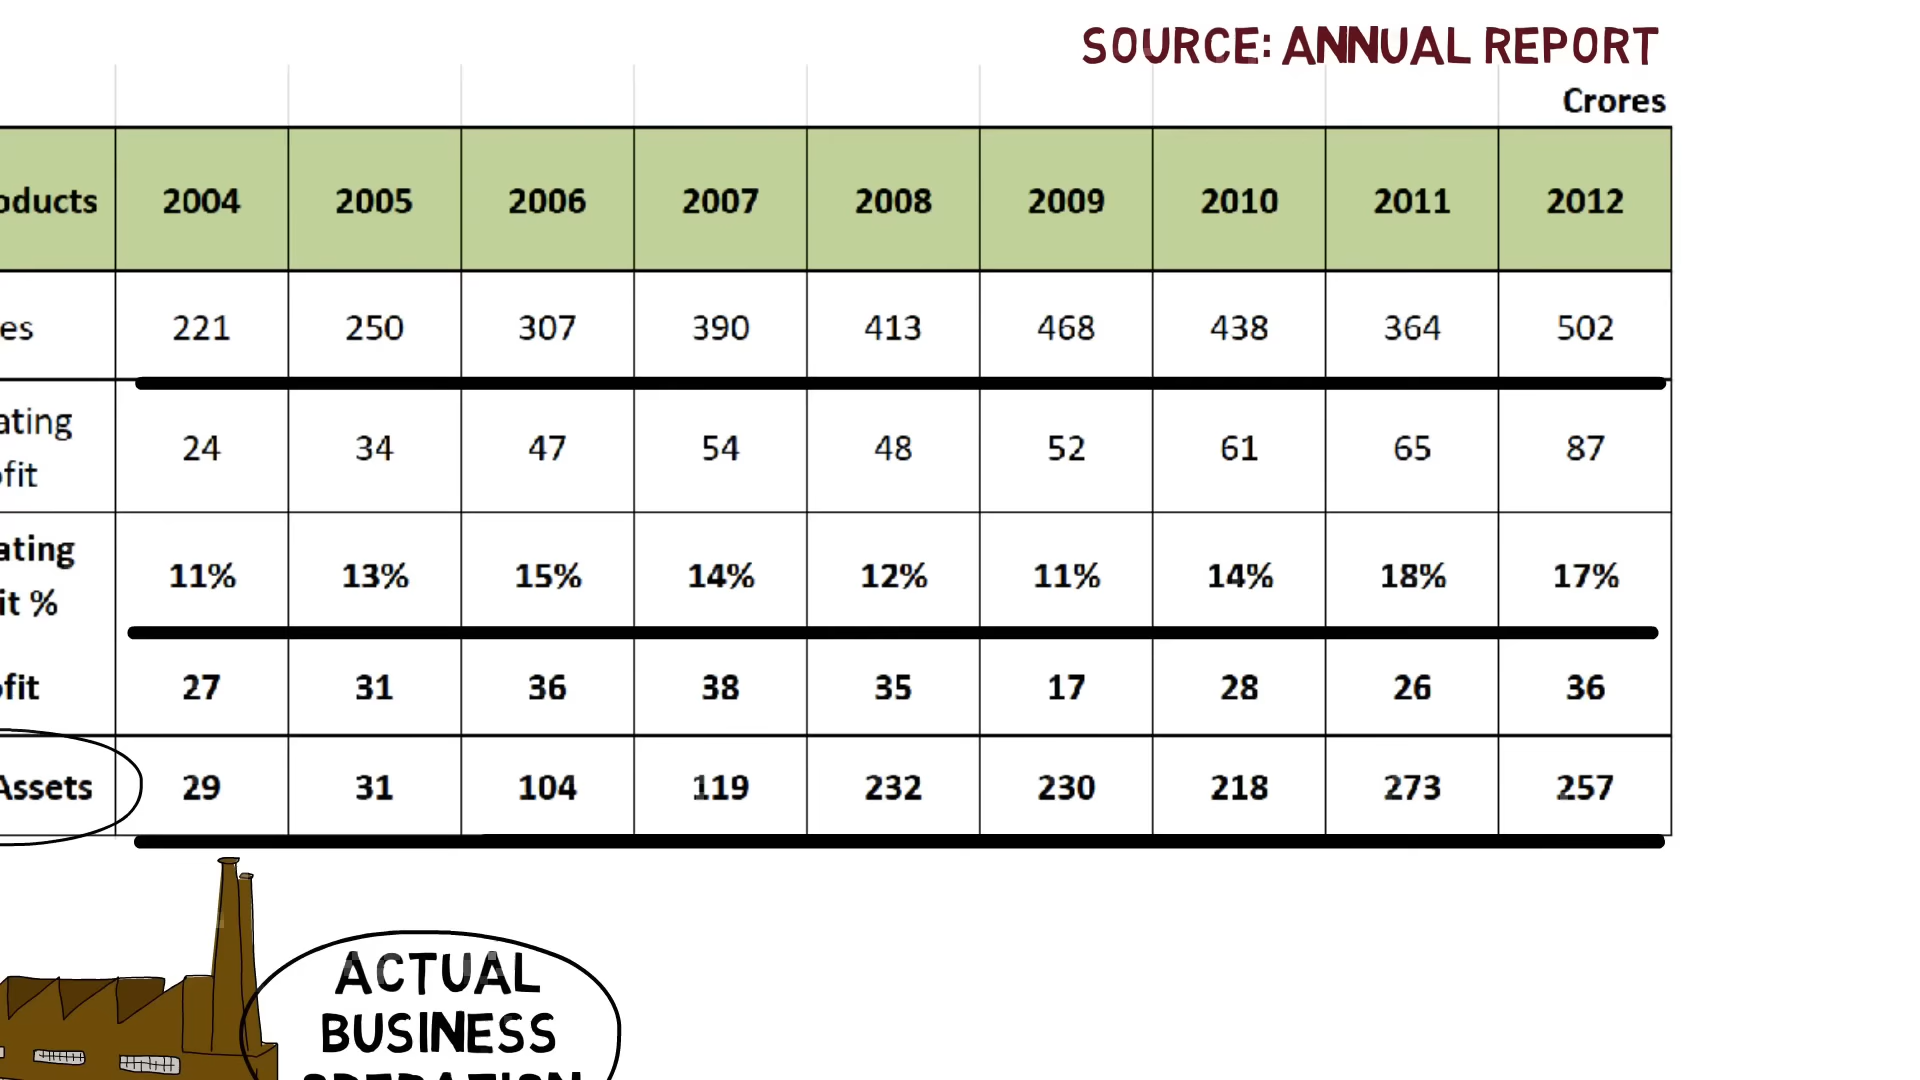 SOURCE: ANNUAL REPORT
Crores
oducts 2004 2005 2006 2007 2008 2009 2010 2011 2012
es 221 250 307 390 413 468 438 364 502
ating
fit 24 34 47 54 48 52 61 65 87
ating
it % 11% 13% 15% 14% 12% 11% 14% 18% 17%
fit 27 31 36 38 35 17 28 26 36
Assets 29 31 104 119 232 230 218 273 257
ACTUAL
BUSINESS
OPERATION